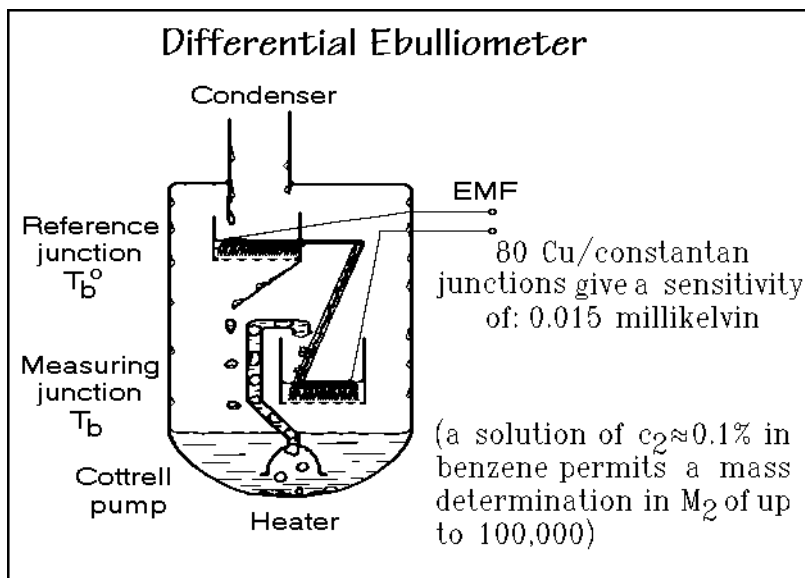 Differential Ebulliometer
Condenser
EMF
Reference
junction
T_b°
80 Cu/constantan
junctions give a sensitivity
of: 0.015 millikelvin
Measuring
junction
T_b
Cottrell
pump
Heater
(a solution of c₂≈0.1% in
benzene permits a mass
determination in M₂ of up
to 100,000)